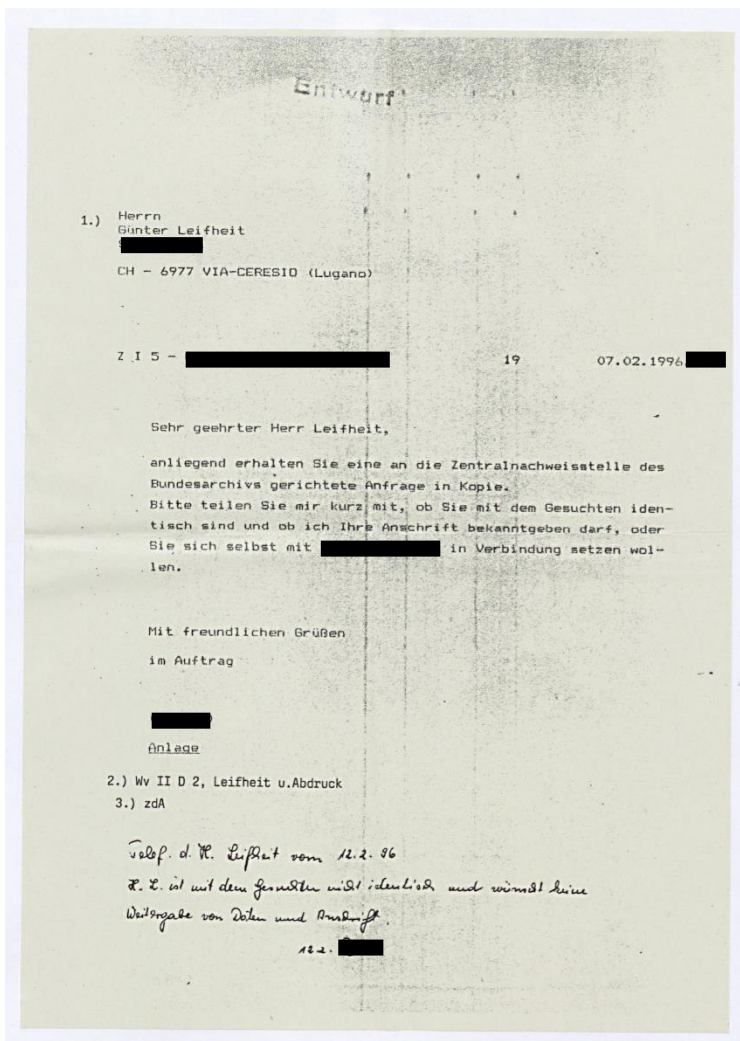 Entwurf
1.) Herrn
Günter Leifheit
CH - 6977 VIA-CERESIO (Lugano)
Z I 5 -
19
07.02.1996
Sehr geehrter Herr Leifheit,
anliegend erhalten Sie eine an die Zentralnachweisstelle des
Bundesarchivs gerichtete Anfrage in Kopie.
Bitte teilen Sie mir kurz mit, ob Sie mit dem Gesuchten iden-
tisch sind und ob ich Ihre Anschrift bekanntgeben darf, oder
Sie sich selbst mit in Verbindung setzen wol-
len.
Mit freundlichen Grüßen
im Auftrag
Anlage
2.) Wv II D 2, Leifheit u.Abdruck
3.) zdA
Telef. d. H. Leifheit vom 12.2.96
H. L. ist mit dem Gesuchten nicht identisch und wünscht keine
Weitergabe von Daten und Anschrift.
12.2.